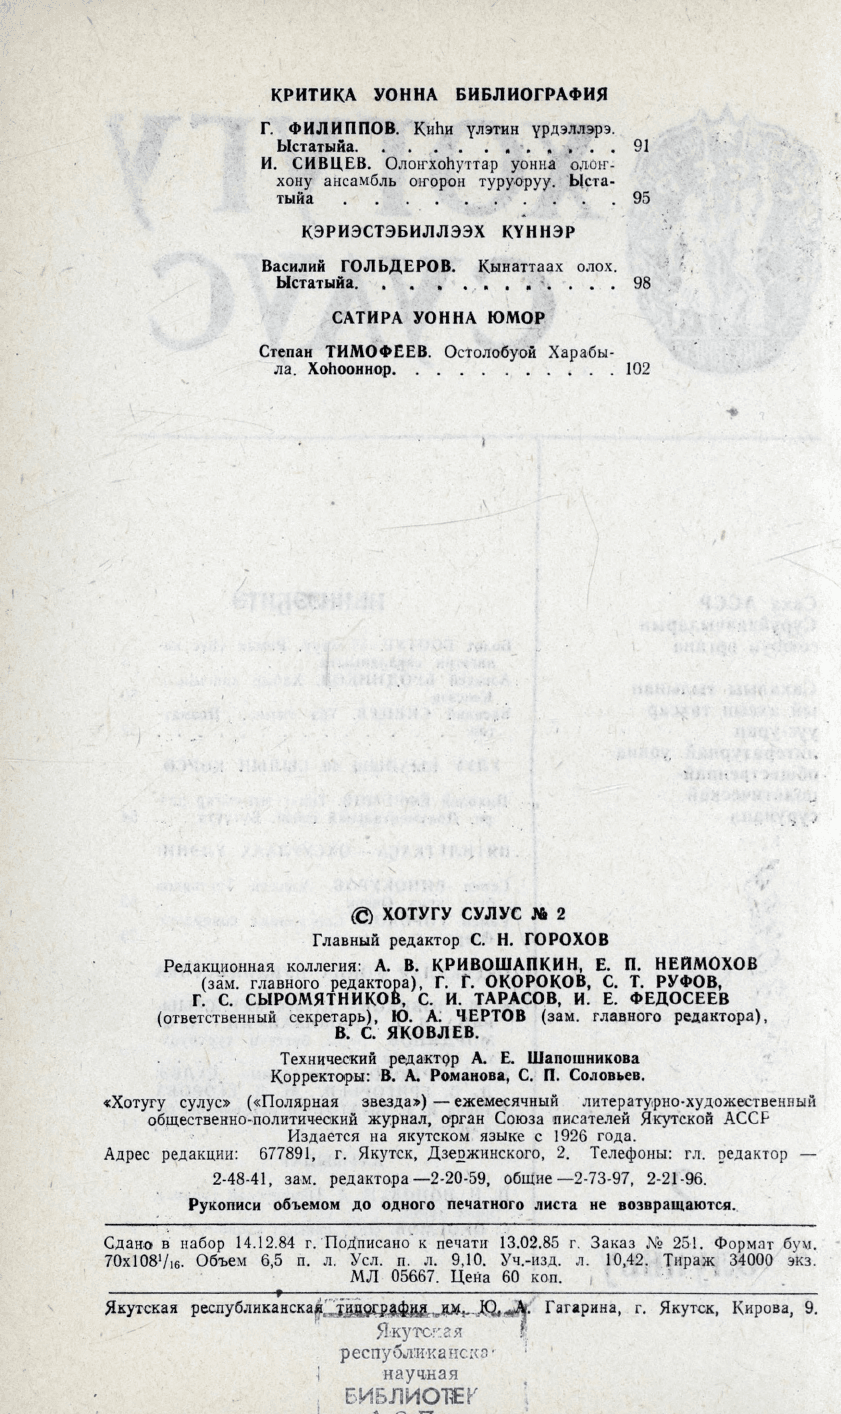 КРИТИКА УОННА БИБЛИОГРАФИЯ
Г. ФИЛИППОВ. Киһи үлэтин үрдэллэрэ.
Ыстатыйа. . . . . . . . . . . . 91
И. СИВЦЕВ. Олоҥхоһуттар уонна олоҥ-
хону ансамбль оҥорон туруоруу. Ыста-
тыйа . . . . . . . . . . 95
КЭРИЭСТЭБИЛЛЭЭХ КҮННЭР
Василий ГОЛЬДЕРОВ. Кынаттаах олох.
Ыстатыйа. . . . . . . . . . . . 98
САТИРА УОННА ЮМОР
Степан ТИМОФЕЕВ. Остолобуой Харабы-
ла. Хоһооннор. . . . . . . . . . 102
© ХОТУГУ СУЛУС № 2
Главный редактор С. Н. ГОРОХОВ
Редакционная коллегия: А. В. КРИВОШАПКИН, Е. П. НЕЙМОХОВ
(зам. главного редактора), Г. Г. ОКОРОКОВ, С. Т. РУФОВ,
Г. С. СЫРОМЯТНИКОВ, С. И. ТАРАСОВ, И. Е. ФЕДОСЕЕВ
(ответственный секретарь), Ю. А. ЧЕРТОВ (зам. главного редактора),
В. С. ЯКОВЛЕВ.
Технический редактор А. Е. Шапошникова
Корректоры: В. А. Романова, С. П. Соловьев.
«Хотугу сулус» («Полярная звезда») — ежемесячный литературно-художественный
общественно-политический журнал, орган Союза писателей Якутской АССР
Издается на якутском языке с 1926 года.
Адрес редакции: 677891, г. Якутск, Дзержинского, 2. Телефоны: гл. редактор —
2-48-41, зам. редактора—2-20-59, общие—2-73-97, 2-21-96.
Рукописи объемом до одного печатного листа не возвращаются.
Сдано в набор 14.12.84 г. Подписано к печати 13.02.85 г. Заказ № 251. Формат бум.
70х108¹/₁₆. Объем 6,5 п. л. Усл. п. л. 9,10. Уч.-изд. л. 10,42. Тираж 34000 экз.
МЛ 05667. Цена 60 коп.
Якутская республиканская типография им. Ю. А. Гагарина, г. Якутск, Кирова, 9.
Якутская
республиканска
научная
БИБЛИОТЕК